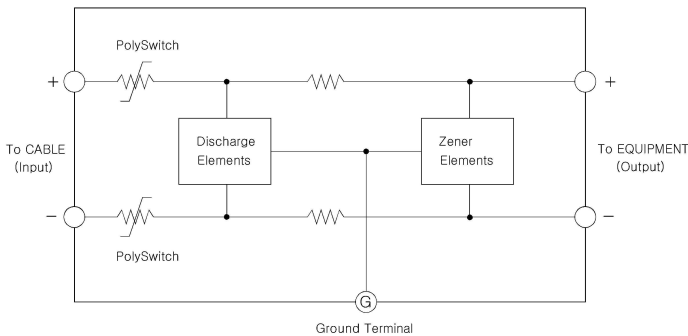 PolySwitch
+
+
To CABLE
(Input)
Discharge
Elements
Zener
Elements
To EQUIPMENT
(Output)
−
−
PolySwitch
G
Ground Terminal